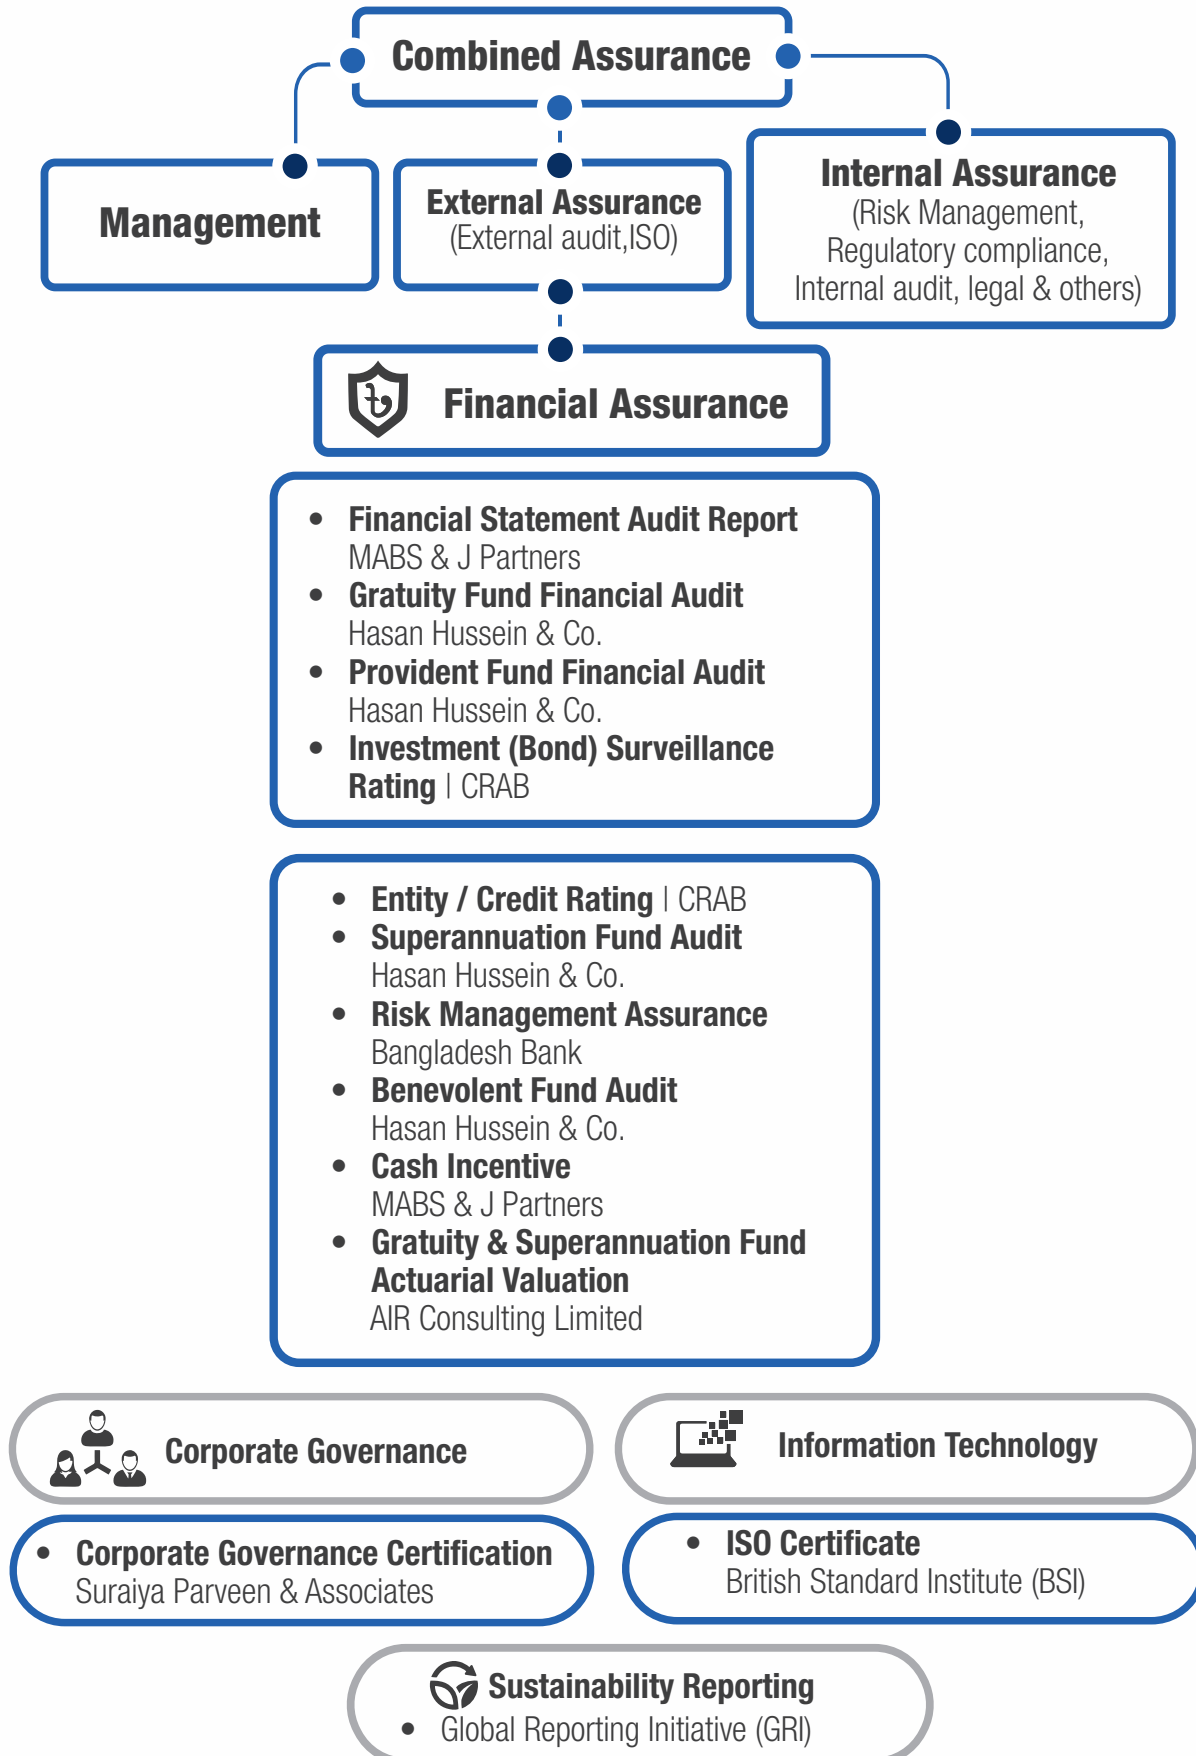 Combined Assurance
Management
External Assurance
(External audit,ISO)
Internal Assurance
(Risk Management,
Regulatory compliance,
Internal audit, legal & others)
৳
Financial Assurance
• Financial Statement Audit Report
MABS & J Partners
• Gratuity Fund Financial Audit
Hasan Hussein & Co.
• Provident Fund Financial Audit
Hasan Hussein & Co.
• Investment (Bond) Surveillance
Rating | CRAB
• Entity / Credit Rating | CRAB
• Superannuation Fund Audit
Hasan Hussein & Co.
• Risk Management Assurance
Bangladesh Bank
• Benevolent Fund Audit
Hasan Hussein & Co.
• Cash Incentive
MABS & J Partners
• Gratuity & Superannuation Fund
Actuarial Valuation
AIR Consulting Limited
Corporate Governance
• Corporate Governance Certification
Suraiya Parveen & Associates
Information Technology
• ISO Certificate
British Standard Institute (BSI)
Sustainability Reporting
• Global Reporting Initiative (GRI)